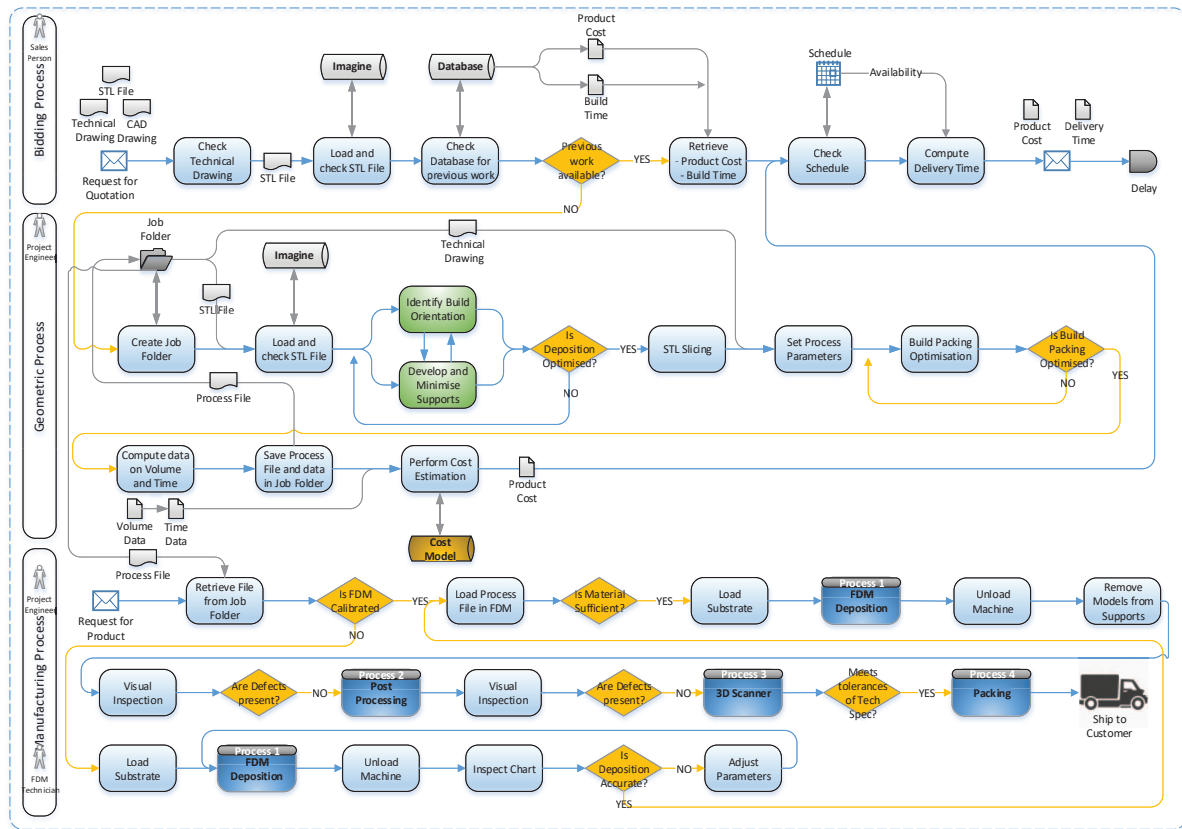 Bidding Process
Sales
Person
STL File
Technical
Drawing
CAD
Drawing
Request for
Quotation
Check
Technical
Drawing
STL File
Imagine
Load and
check STL File
Database
Check
Database for
previous work
Product
Cost
Build
Time
Previous
work
available?
YES
NO
Retrieve
- Product Cost
- Build Time
Schedule
Availability
Check
Schedule
Compute
Delivery Time
Product
Cost
Delivery
Time
Delay
Geometric Process
Project
Engineer
Job
Folder
Technical
Drawing
STL File
Imagine
Create Job
Folder
Load and
check STL File
Identify Build
Orientation
Develop and
Minimise
Supports
Is
Deposition
Optimised?
YES
NO
STL Slicing
Set Process
Parameters
Build Packing
Optimisation
Is Build
Packing
Optimised?
NO
YES
Process File
Compute data
on Volume
and Time
Save Process
File and data
in Job Folder
Perform Cost
Estimation
Product
Cost
Volume
Data
Time
Data
Cost
Model
Manufacturing Process
Project
Engineer
FDM
Technician
Process File
Request for
Product
Retrieve File
from Job
Folder
Is FDM
Calibrated
YES
NO
Load Process
File in FDM
Is Material
Sufficient?
YES
Load
Substrate
Process 1
FDM
Deposition
Unload
Machine
Remove
Models from
Supports
Visual
Inspection
Are Defects
present?
NO
Process 2
Post
Processing
Visual
Inspection
Are Defects
present?
NO
Process 3
3D Scanner
Meets
tolerances
of Tech
Spec?
YES
Process 4
Packing
Ship to
Customer
Load
Substrate
Process 1
FDM
Deposition
Unload
Machine
Inspect Chart
Is
Deposition
Accurate?
NO
YES
Adjust
Parameters